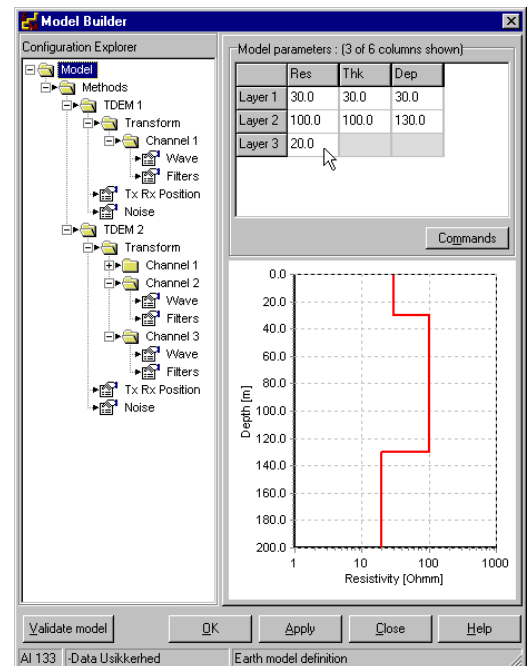 Model Builder
Configuration Explorer
Model
Methods
TDEM 1
Transform
Channel 1
Wave
Filters
Tx Rx Position
Noise
TDEM 2
Transform
Channel 1
Channel 2
Wave
Filters
Channel 3
Wave
Filters
Tx Rx Position
Noise
Model parameters : (3 of 6 columns shown)
Res Thk Dep
Layer 1 30.0 30.0 30.0
Layer 2 100.0 100.0 130.0
Layer 3 20.0
Commands
0.0
20.0
40.0
60.0
80.0
100.0
120.0
140.0
160.0
180.0
200.0
Depth [m]
1 10 100 1000
Resistivity [Ohmm]
Validate model OK Apply Close Help
Al 133 -Data Usikkerhed Earth model definition